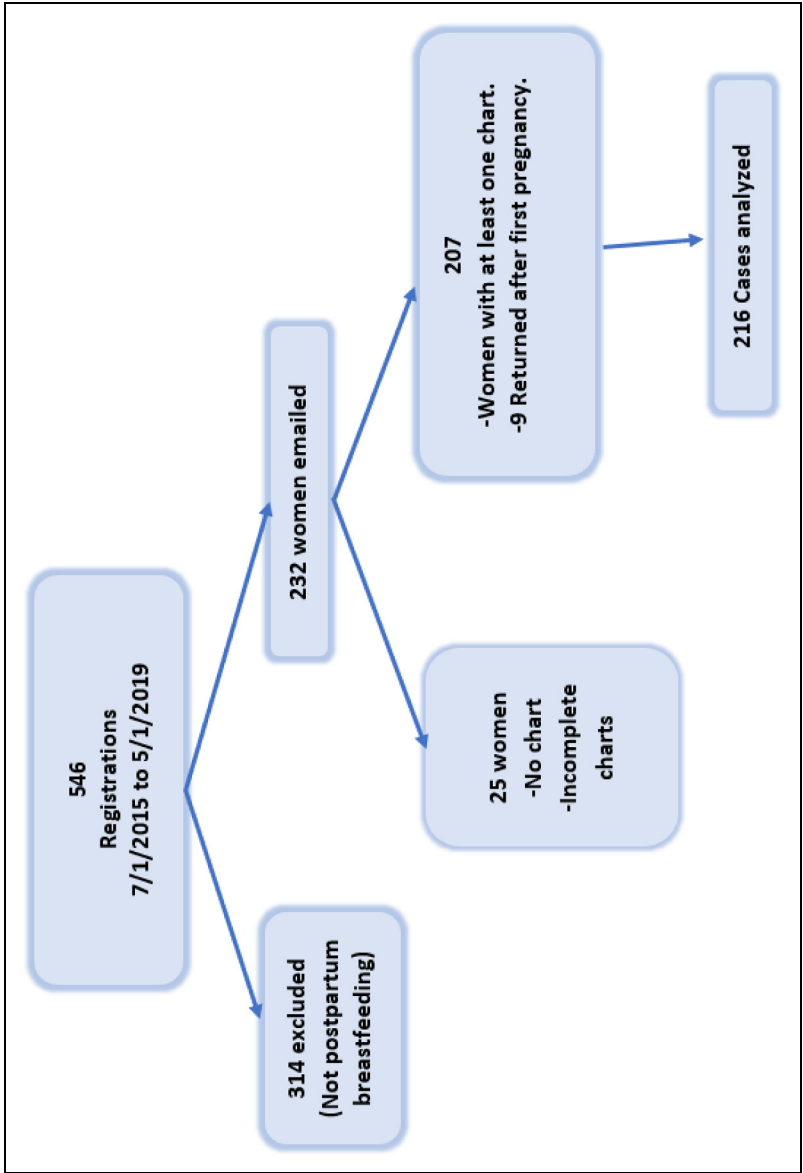 546
Registrations
7/1/2015 to 5/1/2019
314 excluded
(Not postpartum
breastfeeding)
232 women emailed
25 women
-No chart
-Incomplete
charts
207
-Women with at least one chart.
-9 Returned after first pregnancy.
216 Cases analyzed